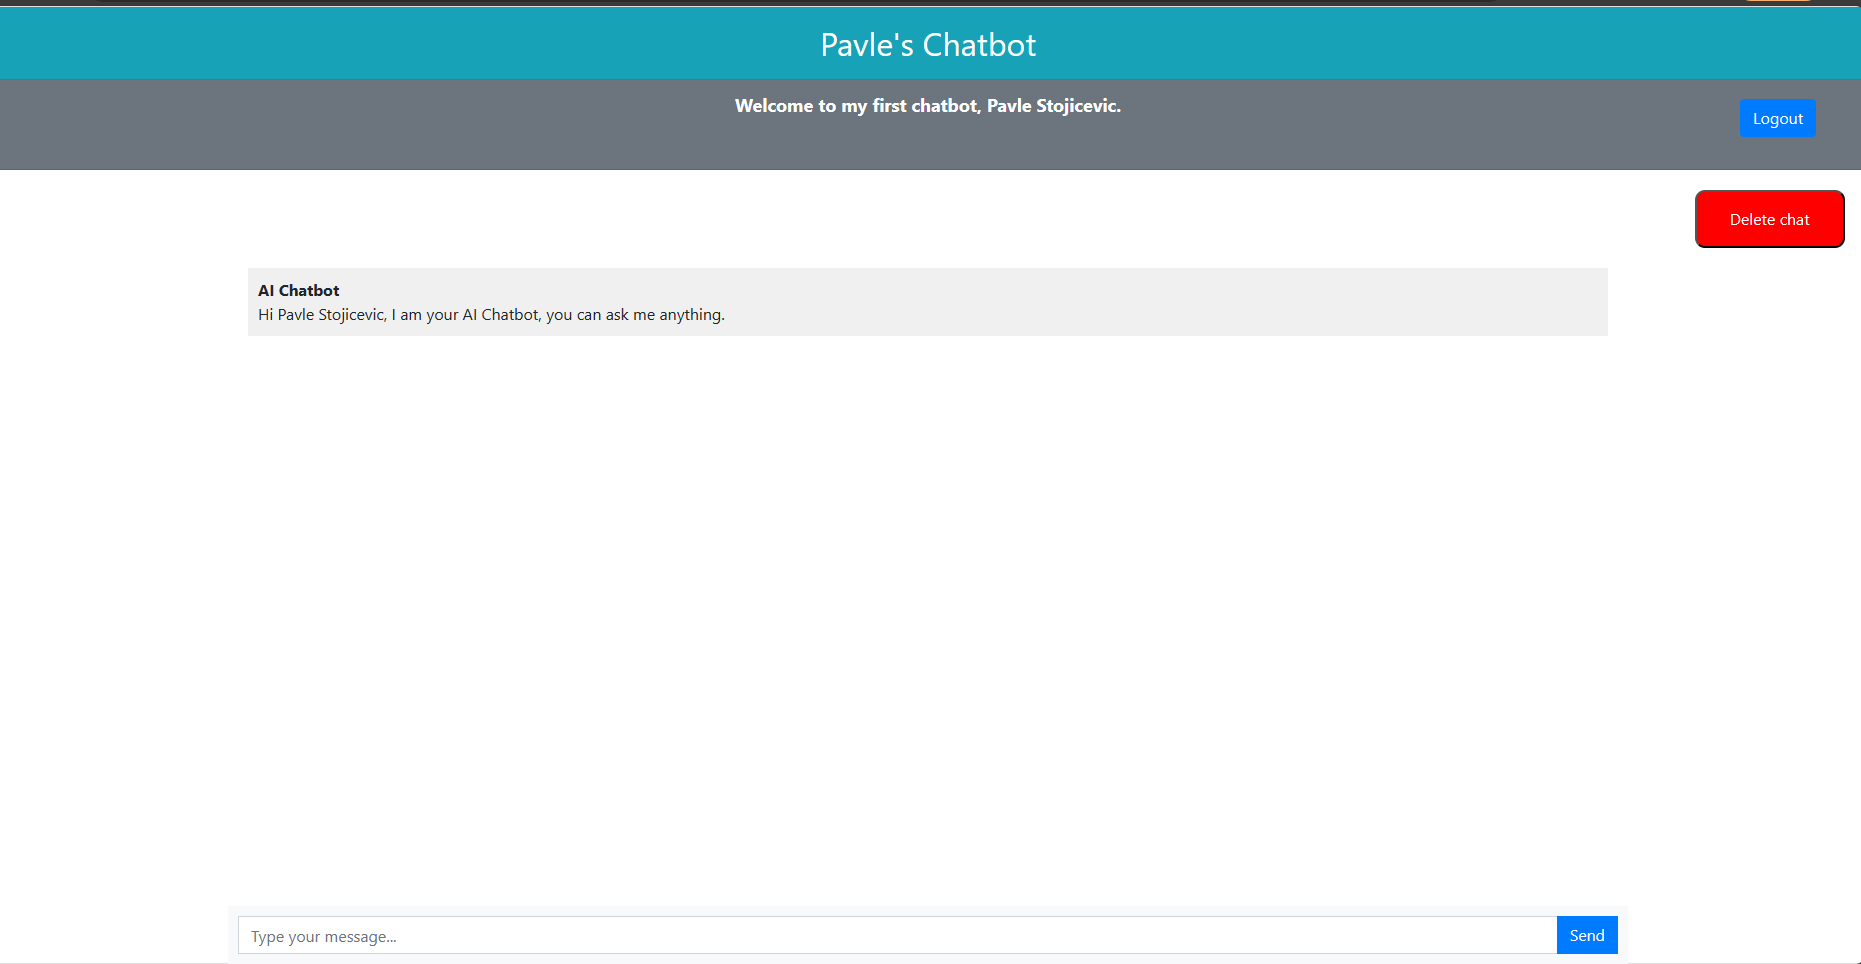 Pavle's Chatbot
Welcome to my first chatbot, Pavle Stojicevic.
Logout
Delete chat
AI Chatbot
Hi Pavle Stojicevic, I am your AI Chatbot, you can ask me anything.
Type your message...
Send